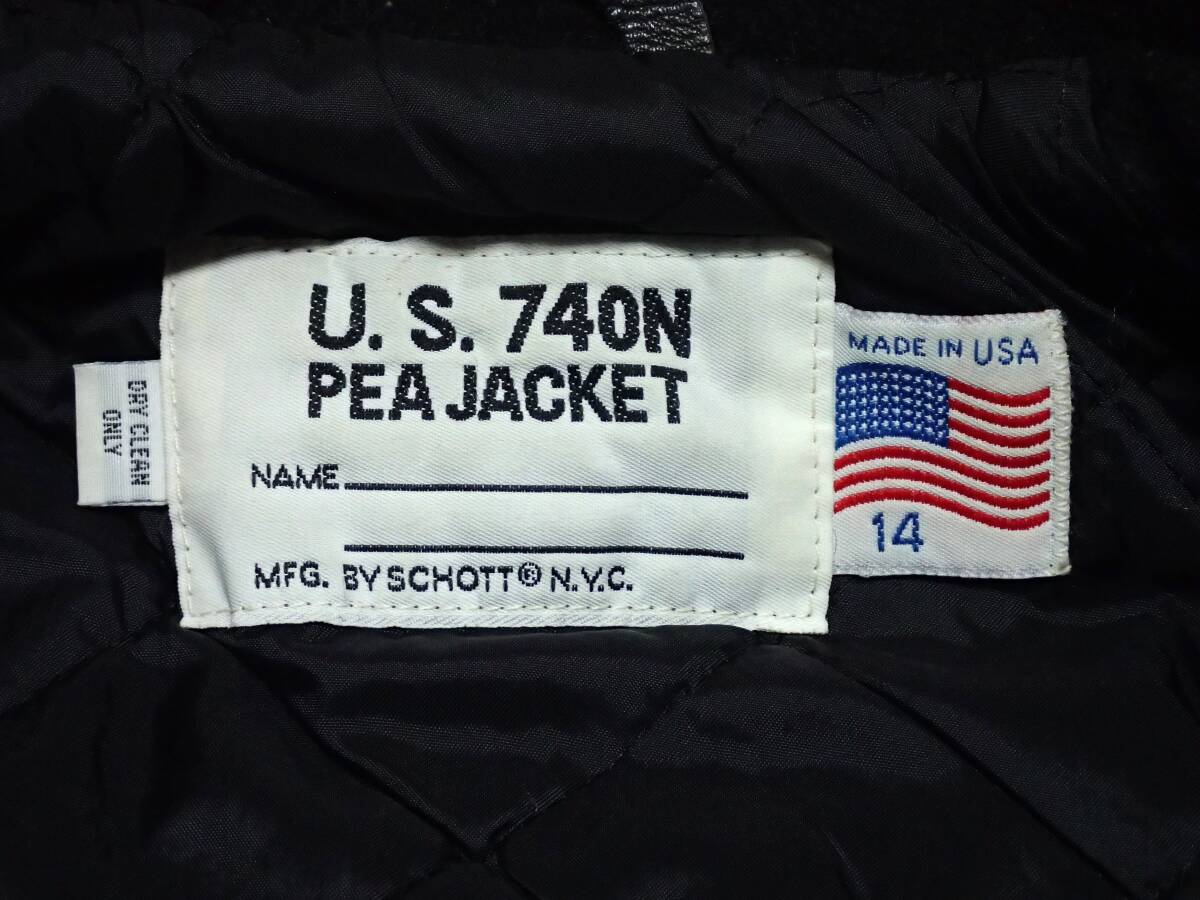 U. S. 740N
PEA JACKET
NAME
MFG. BY SCHOTT® N.Y.C.
DRY CLEAN
ONLY
MADE IN USA
14